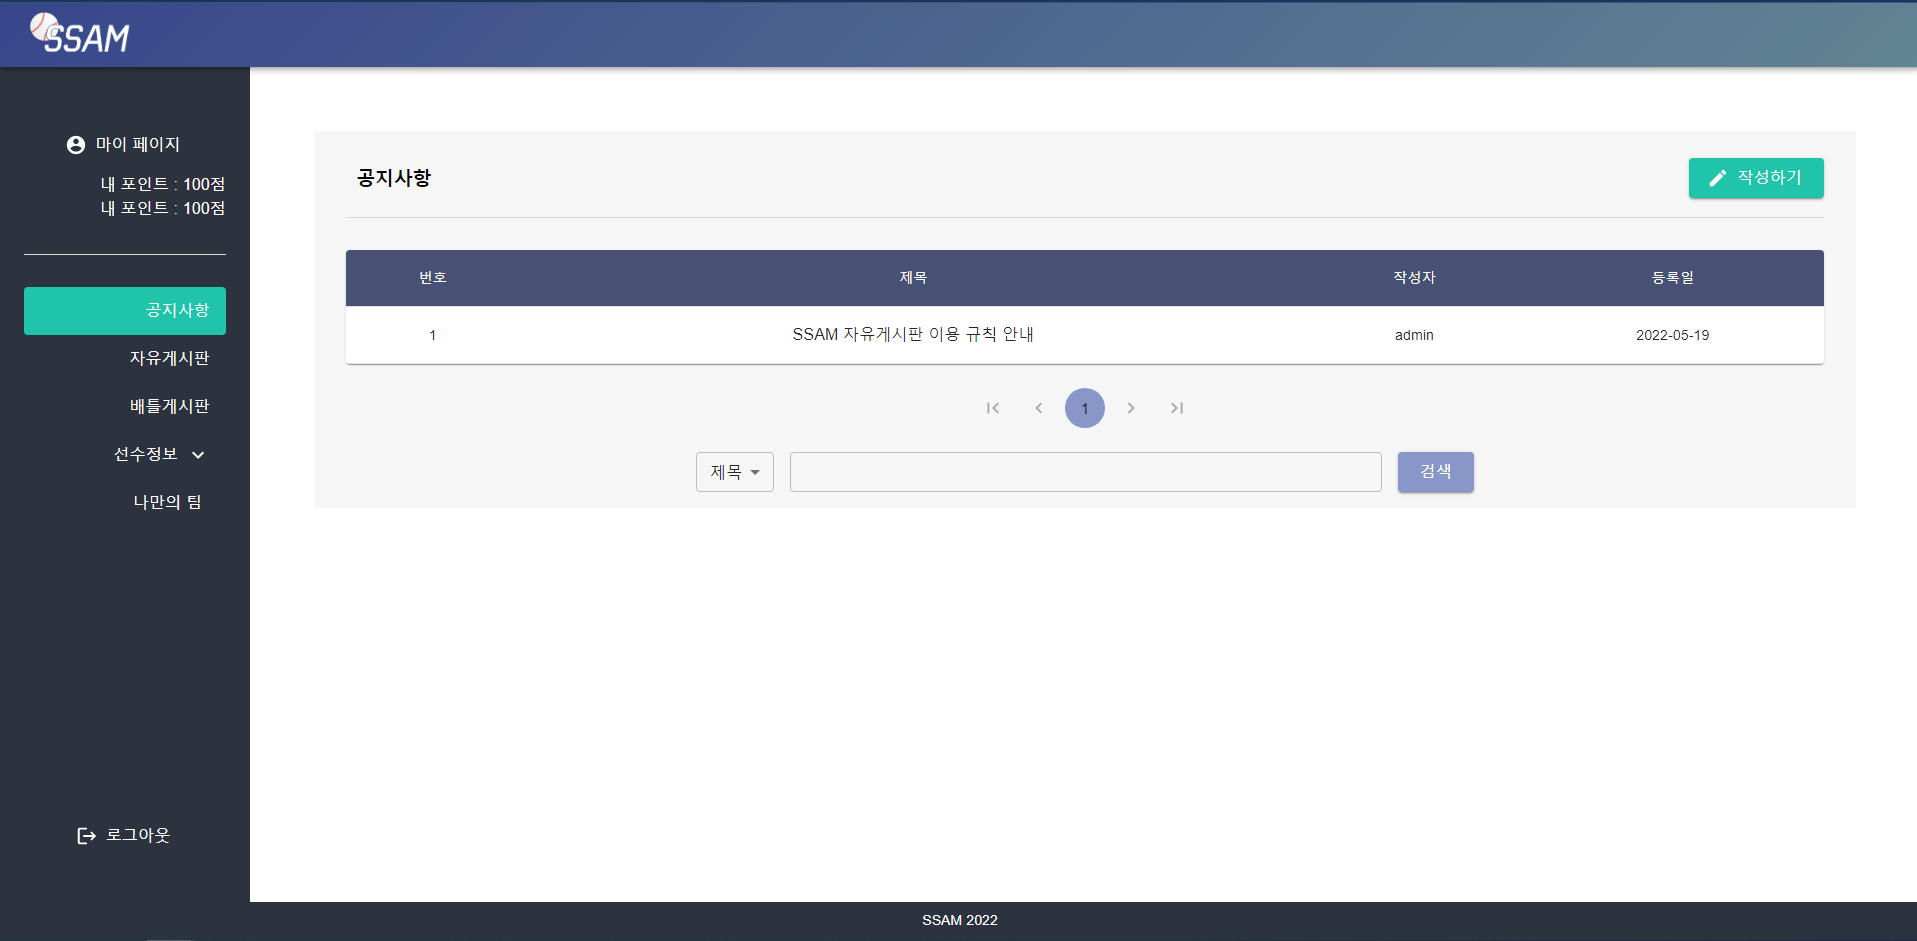 SSAM
마이 페이지
내 포인트 : 100점
내 포인트 : 100점
공지사항
자유게시판
배틀게시판
선수정보
나만의 팀
로그아웃
공지사항
작성하기
번호 제목 작성자 등록일
1 SSAM 자유게시판 이용 규칙 안내 admin 2022-05-19
1
제목 검색
SSAM 2022